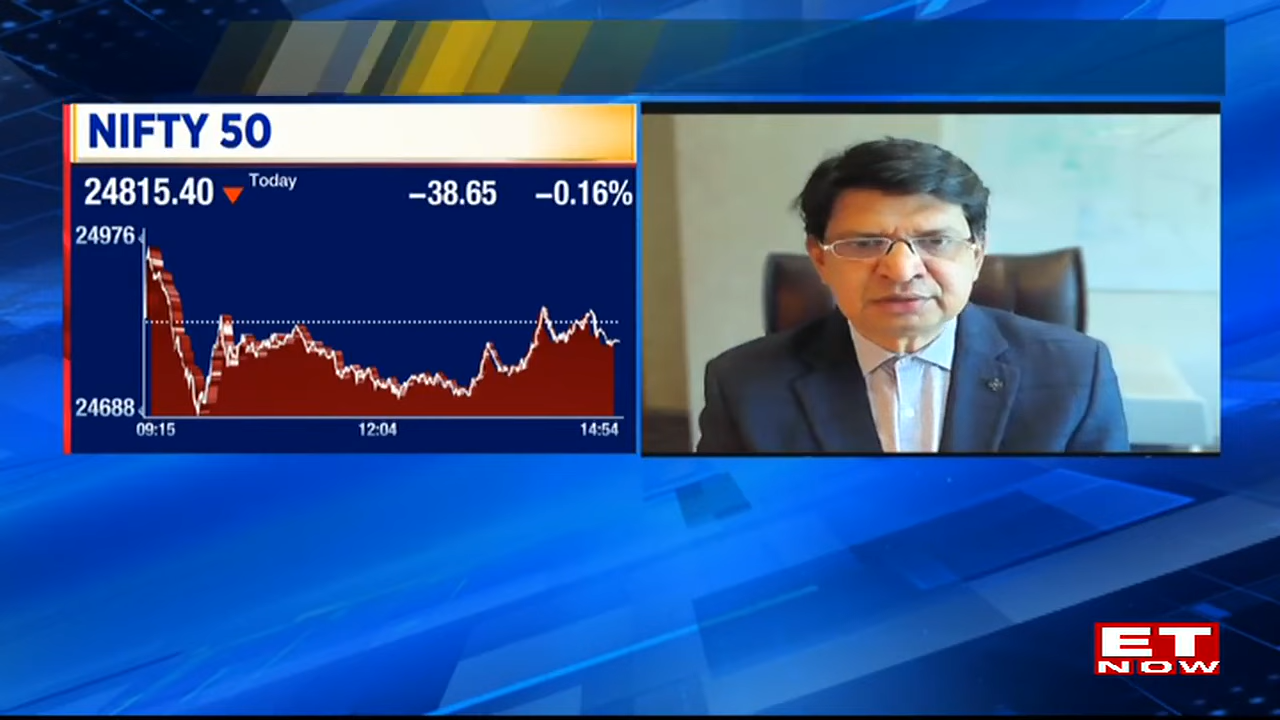 NIFTY 50
24815.40 ▼ Today –38.65 –0.16%
24976
24688
09:15 12:04 14:54
ET
NOW